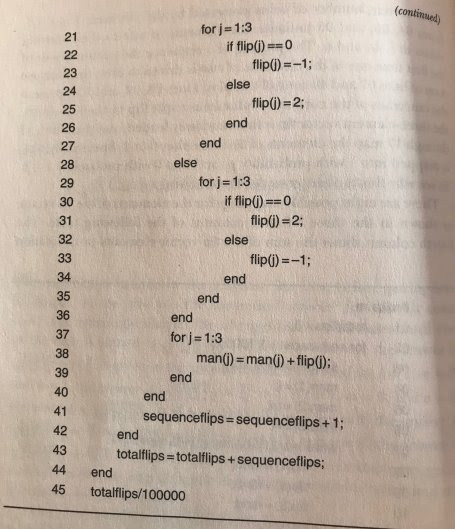 (continued)
21 for j=1:3
22 if flip(j)==0
23 flip(j)=-1;
24 else
25 flip(j)=2;
26 end
27 end
28 else
29 for j=1:3
30 if flip(j)==0
31 flip(j)=2;
32 else
33 flip(j)=-1;
34 end
35 end
36 end
37 for j=1:3
38 man(j)=man(j)+flip(j);
39 end
40 end
41 sequenceflips=sequenceflips+1;
42 end
43 totalflips=totalflips+sequenceflips;
44 end
45 totalflips/100000